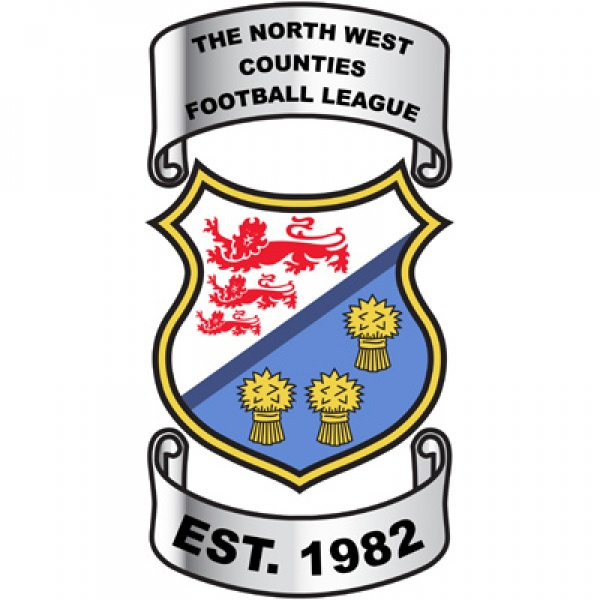 THE NORTH WEST
COUNTIES
FOOTBALL LEAGUE
EST. 1982